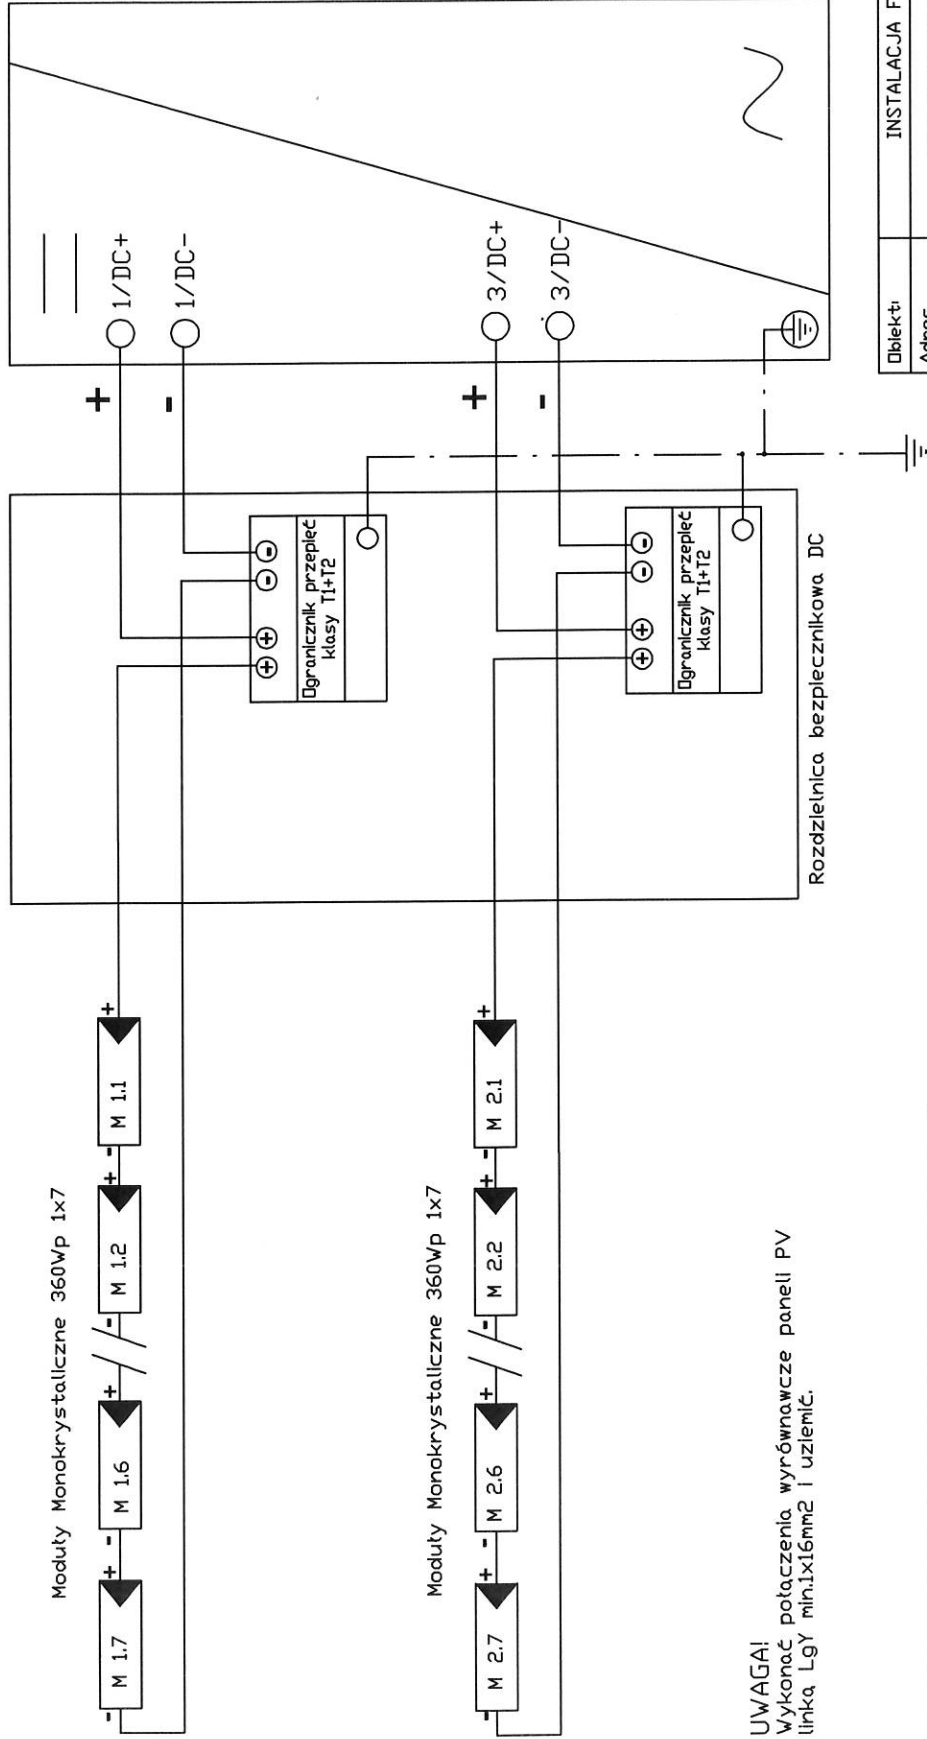 Moduły Monokrystaliczne 360Wp 1x7
+ -
- M 1.7 + - M 1.6 + - M 1.2 + - M 1.1 +
1/DC+
1/DC-
+ + - -
Ogranicznik przepięć
klasy T1+T2
Moduły Monokrystaliczne 360Wp 1x7
+ -
- M 2.7 + - M 2.6 + - M 2.2 + - M 2.1 +
3/DC+
3/DC-
+ + - -
Ogranicznik przepięć
klasy T1+T2
UWAGA!
Wykonać połączenia wyrównawcze paneli PV
linką LgY min.1x16mm2 i uziemić.
Rozdzielnica bezpiecznikowa DC
Obiekt: INSTALACJA